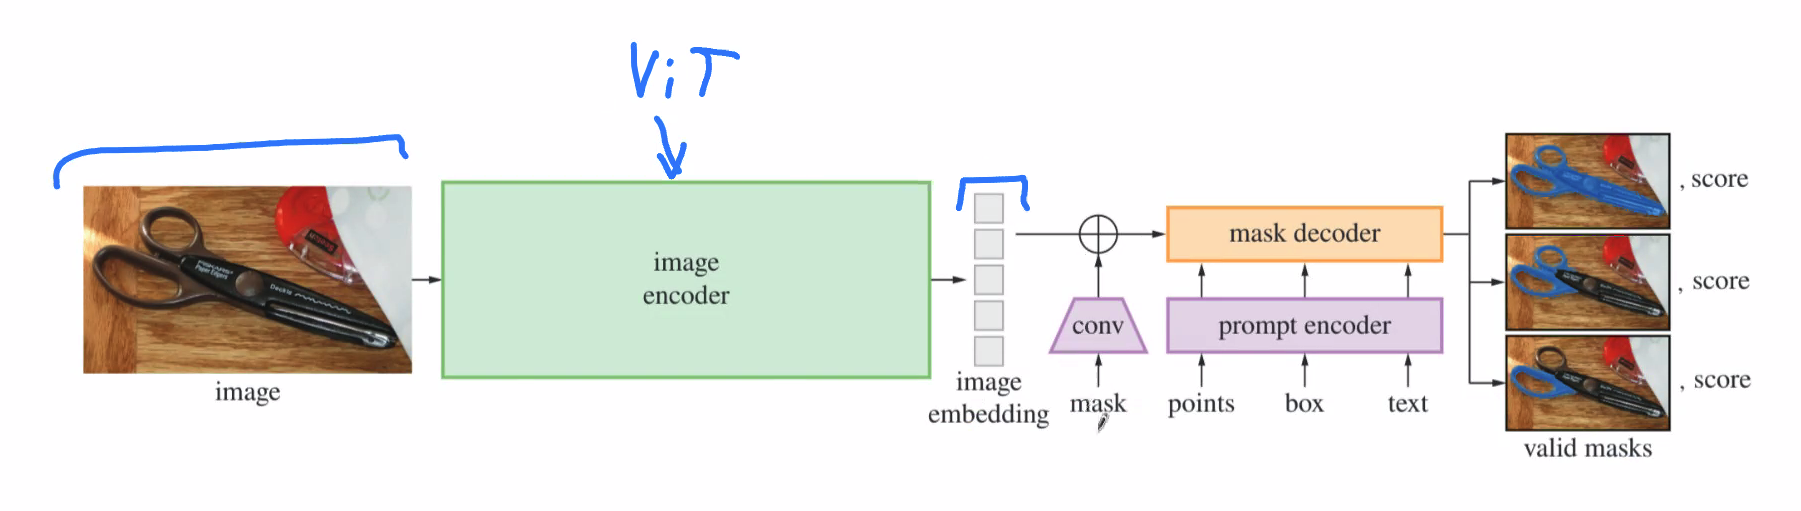 ViT
image
encoder
mask decoder
conv
prompt encoder
image
image
embedding
mask
points
box
text
, score
, score
, score
valid masks